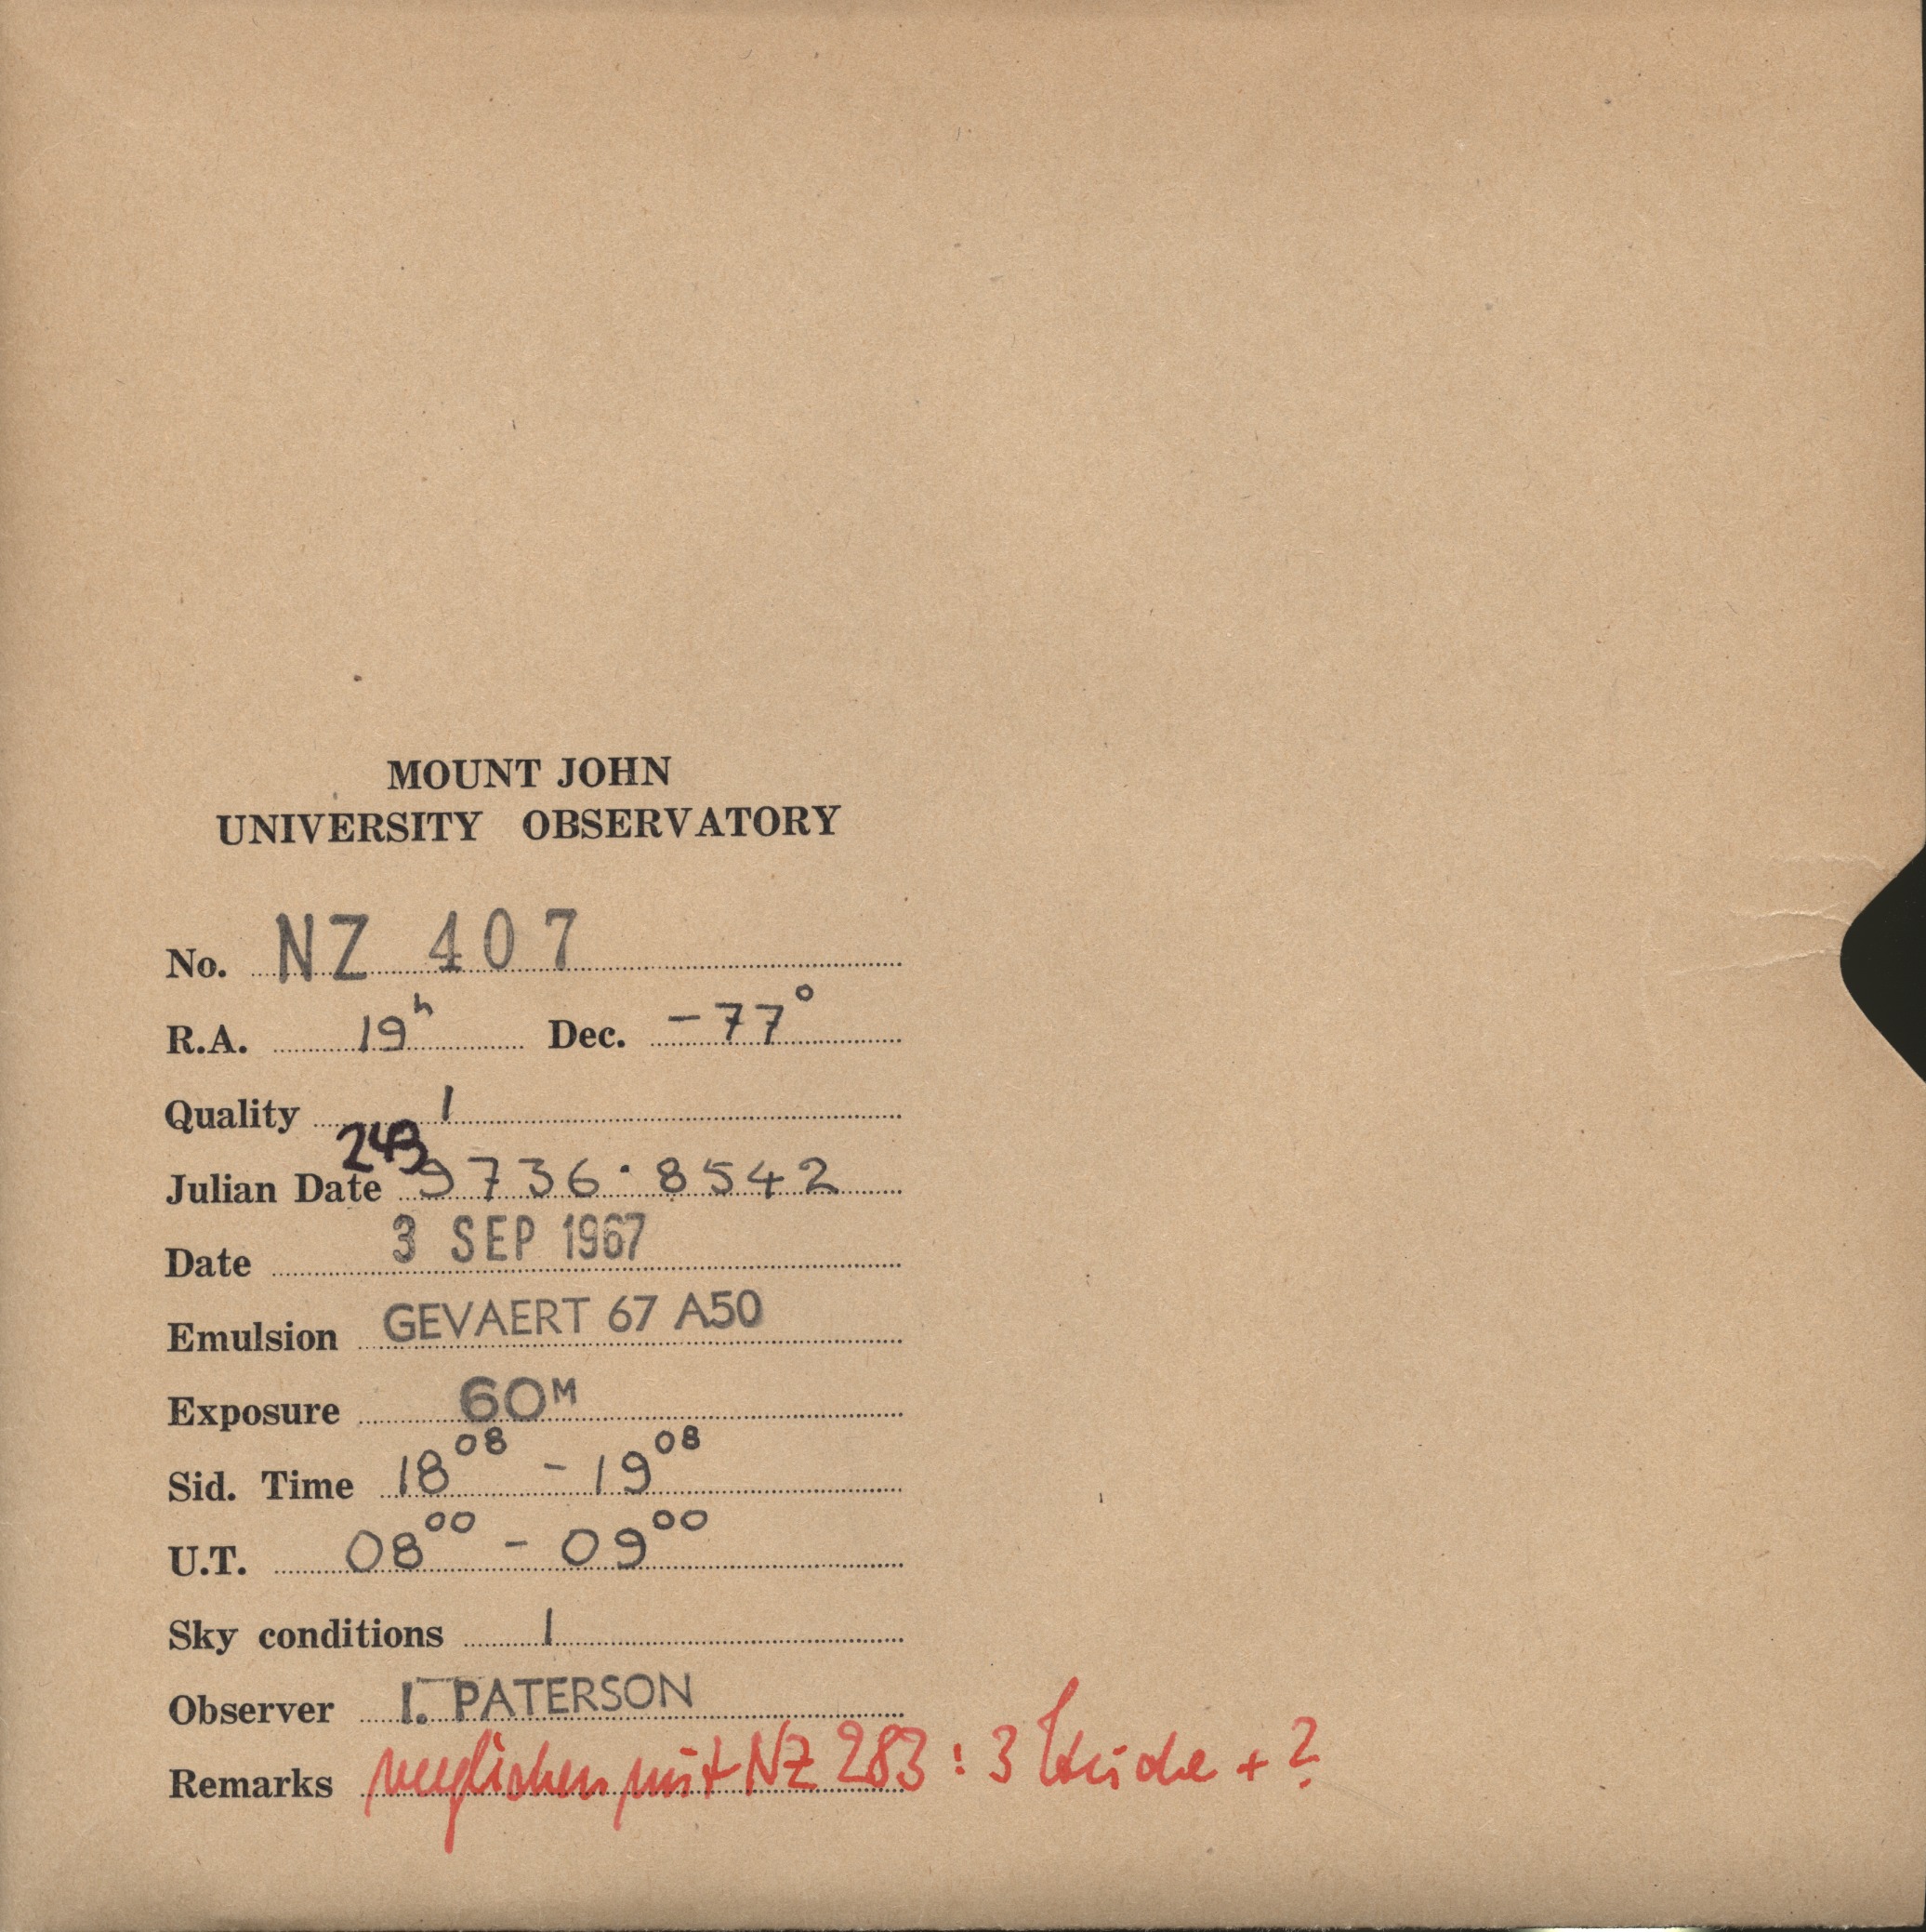 MOUNT JOHN
UNIVERSITY OBSERVATORY
No. NZ 407
R.A. 19h Dec. -77°
Quality 1
Julian Date 2439736.8542
Date 3 SEP 1967
Emulsion GEVAERT 67 A50
Exposure 60M
Sid. Time 18 08 - 19 08
U.T. 08 00 - 09 00
Sky conditions 1
Observer I. PATERSON
Remarks verglichen mit NZ 283 : 3 + ?